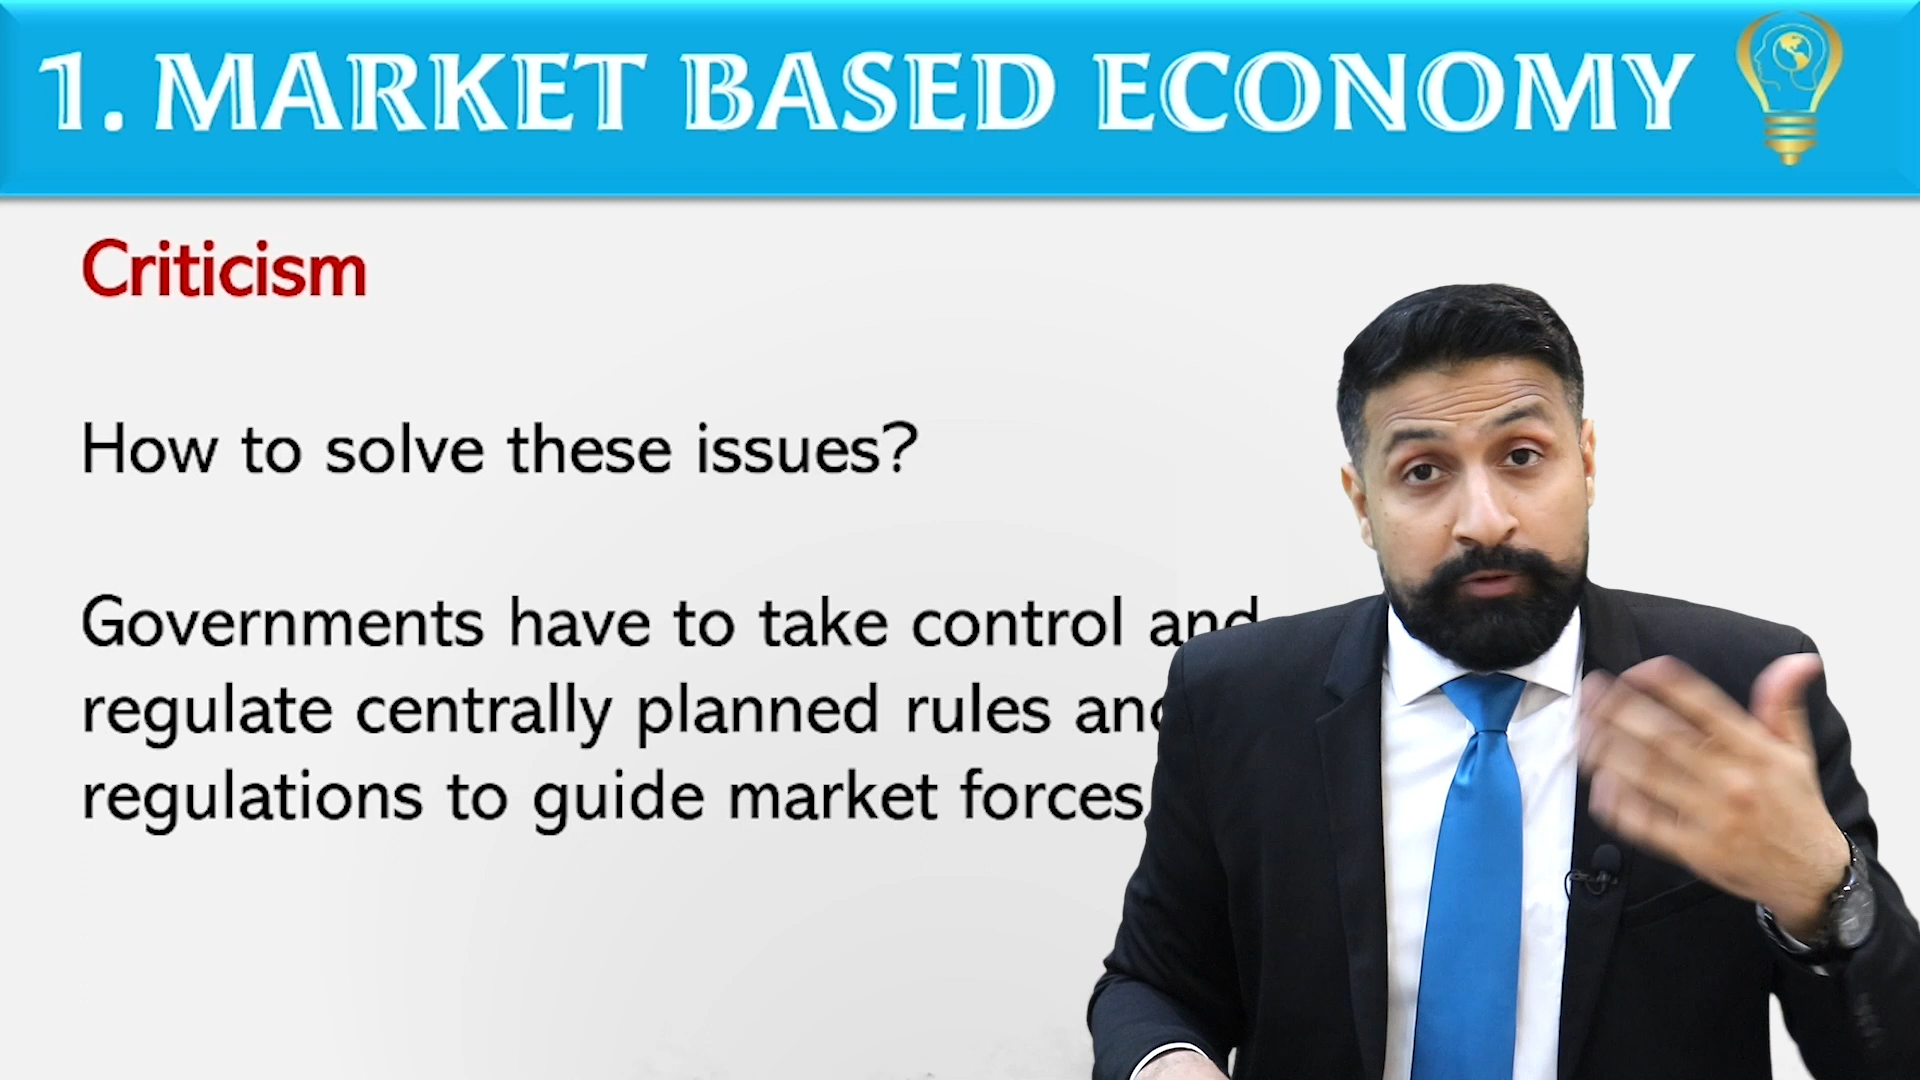 1. MARKET BASED ECONOMY
Criticism
How to solve these issues?
Governments have to take control and
regulate centrally planned rules and
regulations to guide market forces